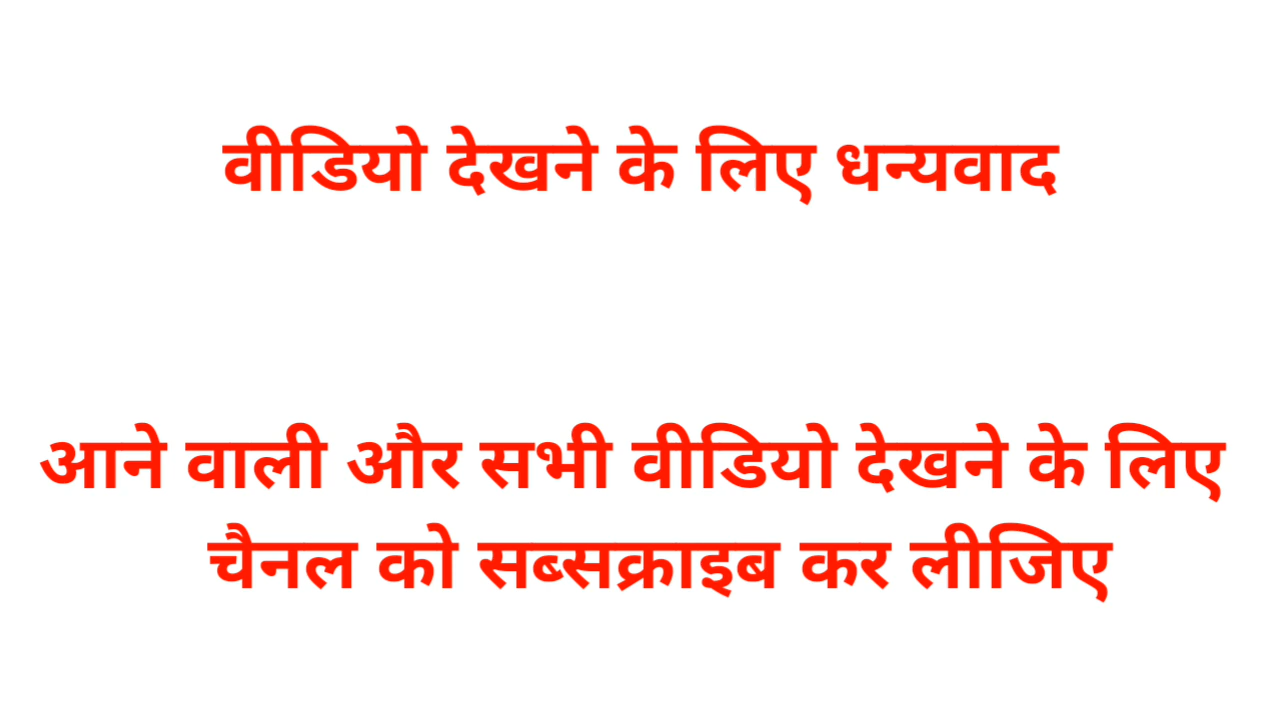 वीडियो देखने के लिए धन्यवाद
आने वाली और सभी वीडियो देखने के लिए
चैनल को सब्सक्राइब कर लीजिए